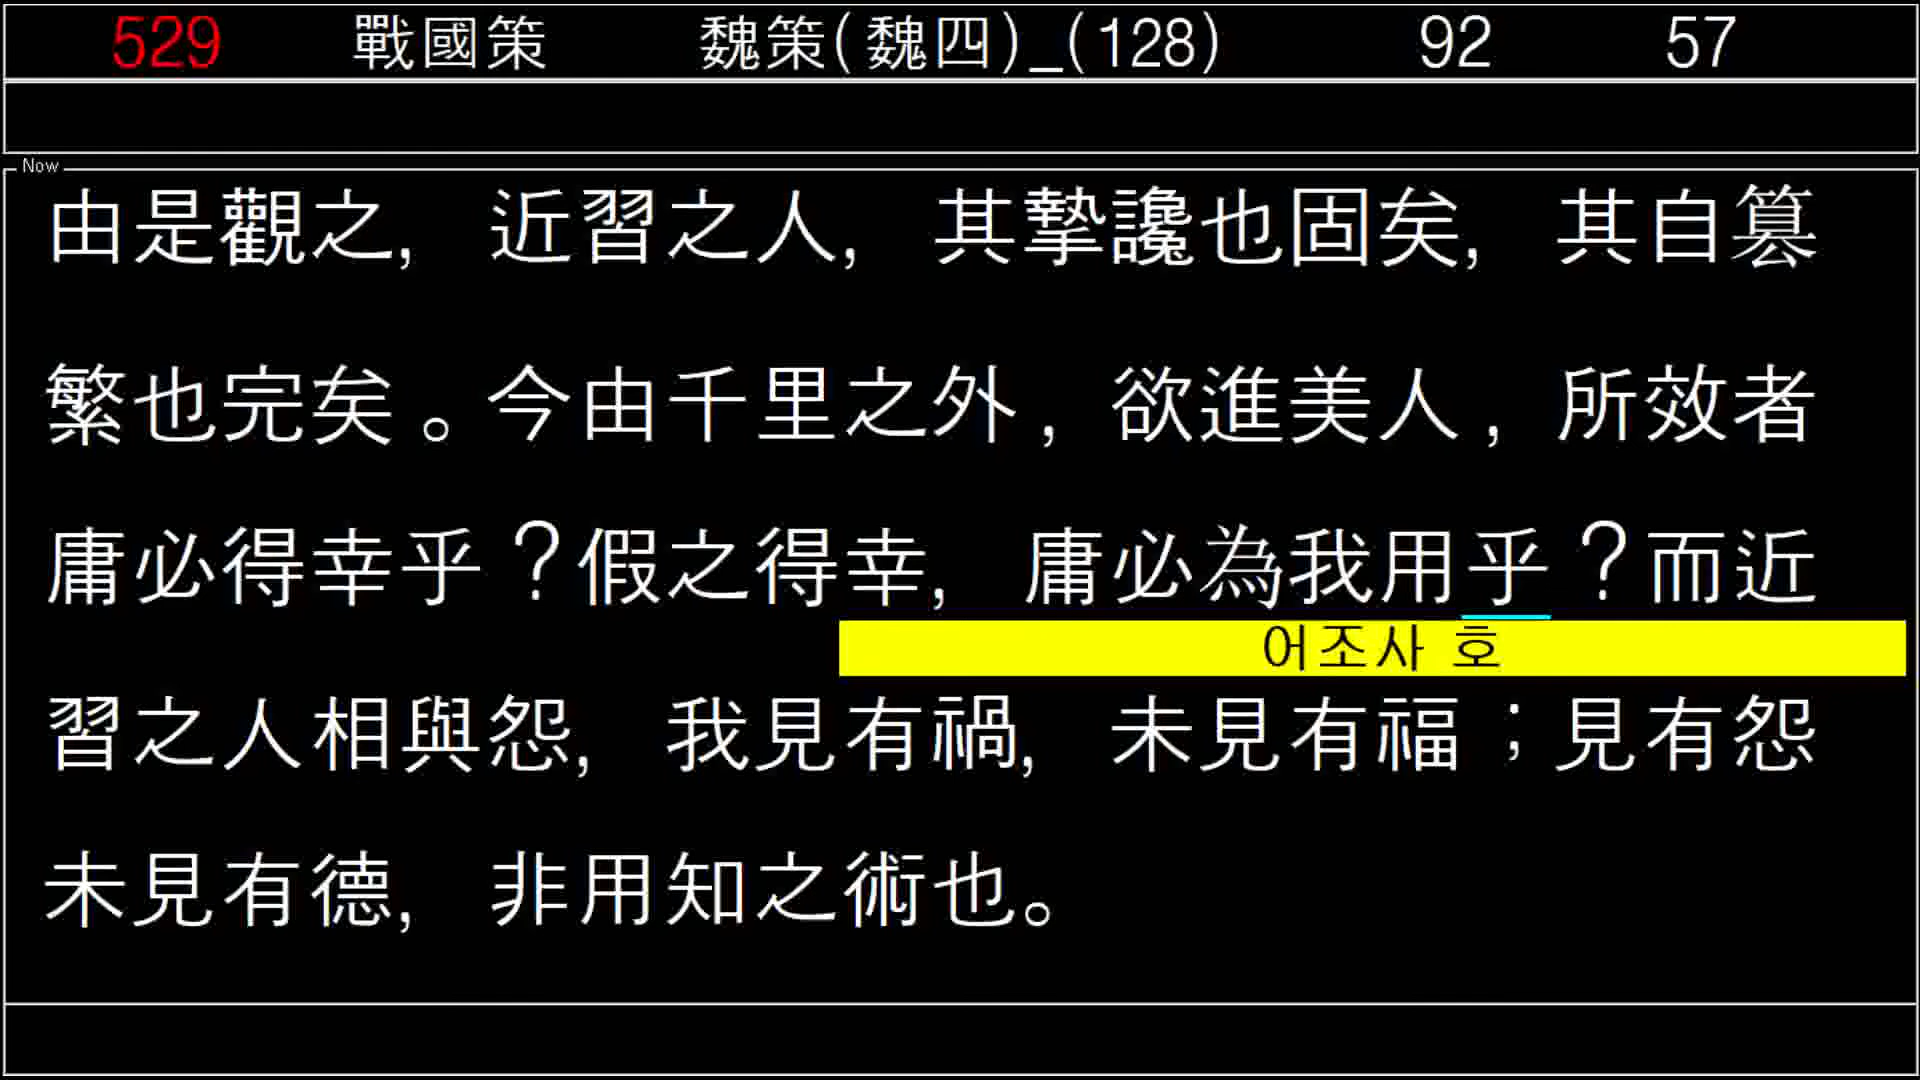 529 戰國策 魏策(魏四)_(128) 92 57
Now
由是觀之, 近習之人, 其摯讒也固矣, 其自篡
繁也完矣。今由千里之外, 欲進美人, 所效者
庸必得幸乎?假之得幸, 庸必為我用乎?而近
어조사 호
習之人相與怨, 我見有禍, 未見有福;見有怨
未見有德, 非用知之術也。